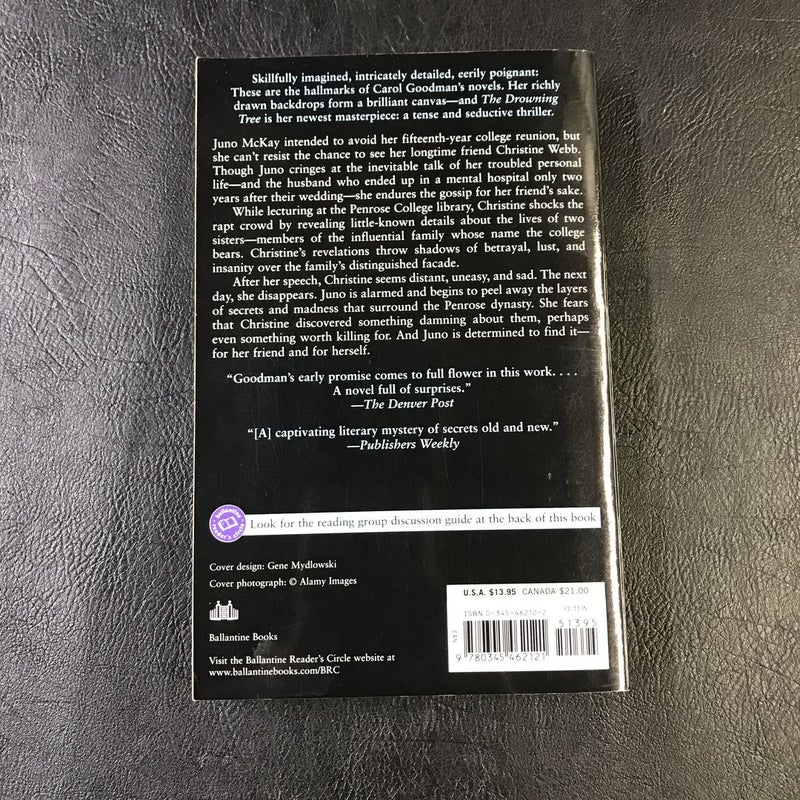 Skillfully imagined, intricately detailed, eerily poignant:
These are the hallmarks of Carol Goodman's novels. Her richly
drawn backdrops form a brilliant canvas—and The Drowning
Tree is her newest masterpiece: a tense and seductive thriller.
Juno McKay intended to avoid her fifteenth-year college reunion, but
she can't resist the chance to see her longtime friend Christine Webb.
Though Juno cringes at the inevitable talk of her troubled personal
life—and the husband who ended up in a mental hospital only two
years after their wedding—she endures the gossip for her friend's sake.
While lecturing at the Penrose College library, Christine shocks the
rapt crowd by revealing little-known details about the lives of two
sisters—members of the influential family whose name the college
bears. Christine's revelations throw shadows of betrayal, lust, and
insanity over the family's distinguished facade.
After her speech, Christine seems distant, uneasy, and sad. The next
day, she disappears. Juno is alarmed and begins to peel away the layers
of secrets and madness that surround the Penrose dynasty. She fears
that Christine discovered something damning about them, perhaps
even something worth killing for. And Juno is determined to find it—
for her friend and for herself.
"Goodman's early promise comes to full flower in this work. . . .
A novel full of surprises."
—The Denver Post
"[A] captivating literary mystery of secrets old and new."
—Publishers Weekly
ballantine
reader's circle
Look for the reading group discussion guide at the back of this book
Cover design: Gene Mydlowski
Cover photograph: © Alamy Images
Ballantine Books
Visit the Ballantine Reader's Circle website at
www.ballantinebooks.com/BRC
U.S.A. $13.95 CANADA $21.00
ISBN 0-345-46212-2
51395
EAN
9 780345 462121